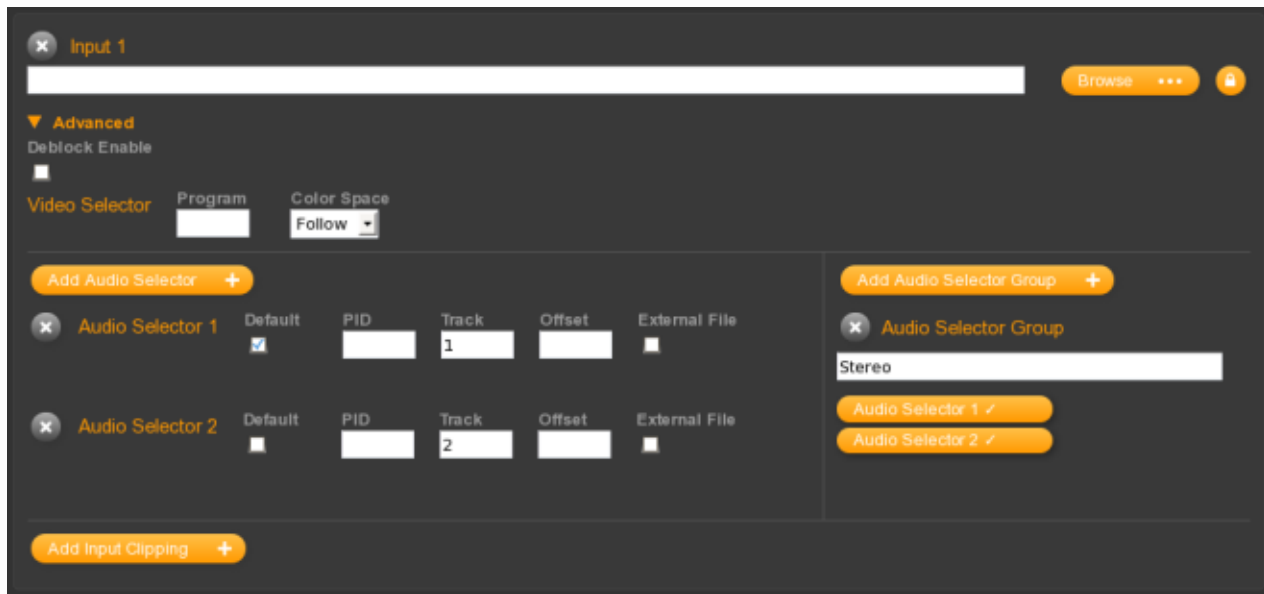 Input 1
Browse ...
Advanced
Deblock Enable
Video Selector Program Color Space
Follow
Add Audio Selector +
Audio Selector 1 Default PID Track Offset External File
1
Audio Selector 2 Default PID Track Offset External File
2
Add Audio Selector Group +
Audio Selector Group
Stereo
Audio Selector 1 ✓
Audio Selector 2 ✓
Add Input Clipping +